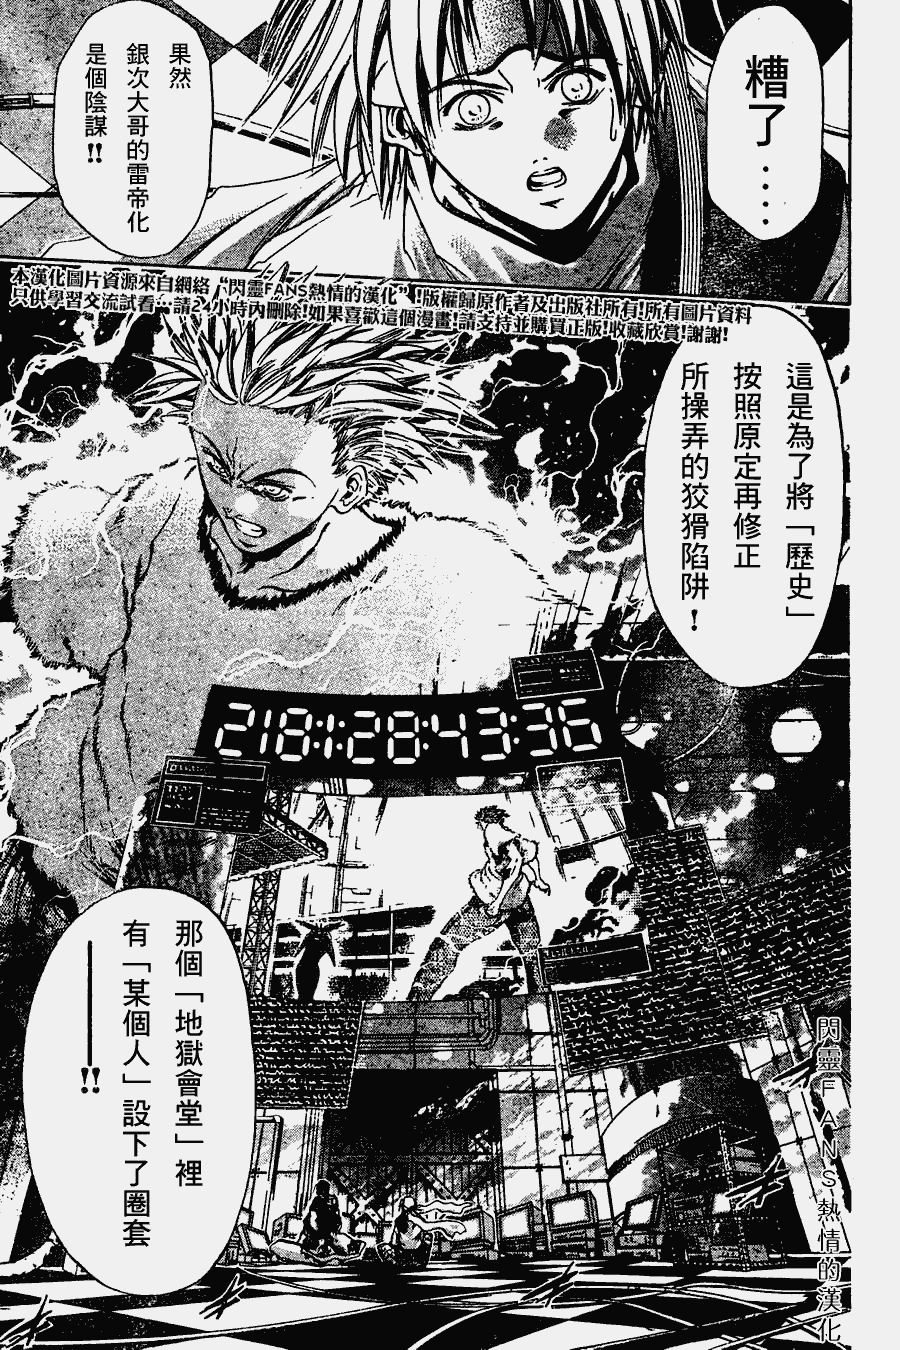 糟了．．．．．
果然
銀次大哥的雷帝化
是個陰謀!!
本漢化圖片資源來自網絡“閃靈FANS熱情的漢化”!版權歸原作者及出版社所有!所有圖片資料
只供學習交流試看…請24小時內刪除!如果喜歡這個漫畫!請支持並購買正版!收藏欣賞!謝謝!
這是為了將「歷史」
按照原定再修正
所操弄的狡猾陷阱!
218:1:28:43:36
那個「地獄會堂」裡
有「某個人」設下了圈套
——!!
閃靈FANS熱情的漢化